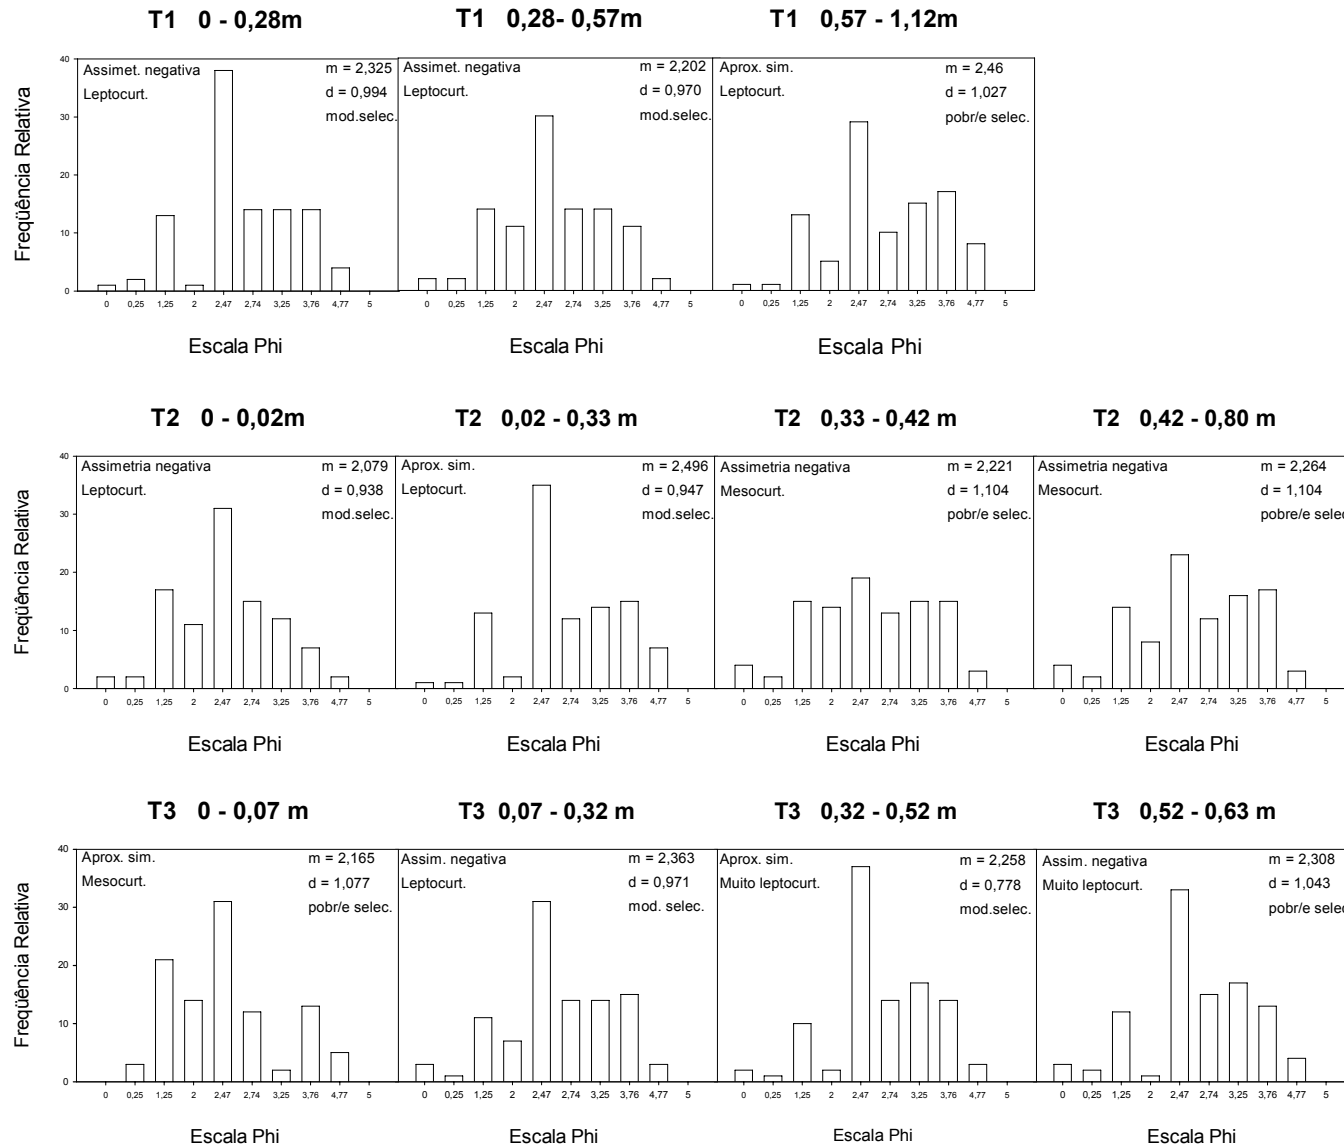 T1 0 - 0,28m
T1 0,28- 0,57m
T1 0,57 - 1,12m
Freqüência Relativa
40
30
20
10
0
Assimet. negativa
Leptocurt.
m = 2,325
d = 0,994
mod.selec.
0 0,25 1,25 2 2,47 2,74 3,25 3,76 4,77 5
Escala Phi
Assimet. negativa
Leptocurt.
m = 2,202
d = 0,970
mod.selec.
0 0,25 1,25 2 2,47 2,74 3,25 3,76 4,77 5
Escala Phi
Aprox. sim.
Leptocurt.
m = 2,46
d = 1,027
pobr/e selec.
0 0,25 1,25 2 2,47 2,74 3,25 3,76 4,77 5
Escala Phi
T2 0 - 0,02m
T2 0,02 - 0,33 m
T2 0,33 - 0,42 m
T2 0,42 - 0,80 m
Freqüência Relativa
40
30
20
10
0
Assimetria negativa
Leptocurt.
m = 2,079
d = 0,938
mod.selec.
0 0,25 1,25 2 2,47 2,74 3,25 3,76 4,77 5
Escala Phi
Aprox. sim.
Leptocurt.
m = 2,496
d = 0,947
mod.selec.
0 0,25 1,25 2 2,47 2,74 3,25 3,76 4,77 5
Escala Phi
Assimetria negativa
Mesocurt.
m = 2,221
d = 1,104
pobr/e selec.
0 0,25 1,25 2 2,47 2,74 3,25 3,76 4,77 5
Escala Phi
Assimetria negativa
Mesocurt.
m = 2,264
d = 1,104
pobre/e selec
0 0,25 1,25 2 2,47 2,74 3,25 3,76 4,77 5
Escala Phi
T3 0 - 0,07 m
T3 0,07 - 0,32 m
T3 0,32 - 0,52 m
T3 0,52 - 0,63 m
Freqüência Relativa
40
30
20
10
0
Aprox. sim.
Mesocurt.
m = 2,165
d = 1,077
pobr/e selec.
0 0,25 1,25 2 2,47 2,74 3,25 3,76 4,77 5
Escala Phi
Assim. negativa
Leptocurt.
m = 2,363
d = 0,971
mod. selec.
0 0,25 1,25 2 2,47 2,74 3,25 3,76 4,77 5
Escala Phi
Aprox. sim.
Muito leptocurt.
m = 2,258
d = 0,778
mod.selec.
0 0,25 1,25 2 2,47 2,74 3,25 3,76 4,77 5
Escala Phi
Assim. negativa
Muito leptocurt.
m = 2,308
d = 1,043
pobr/e selec
0 0,25 1,25 2 2,47 2,74 3,25 3,76 4,77 5
Escala Phi